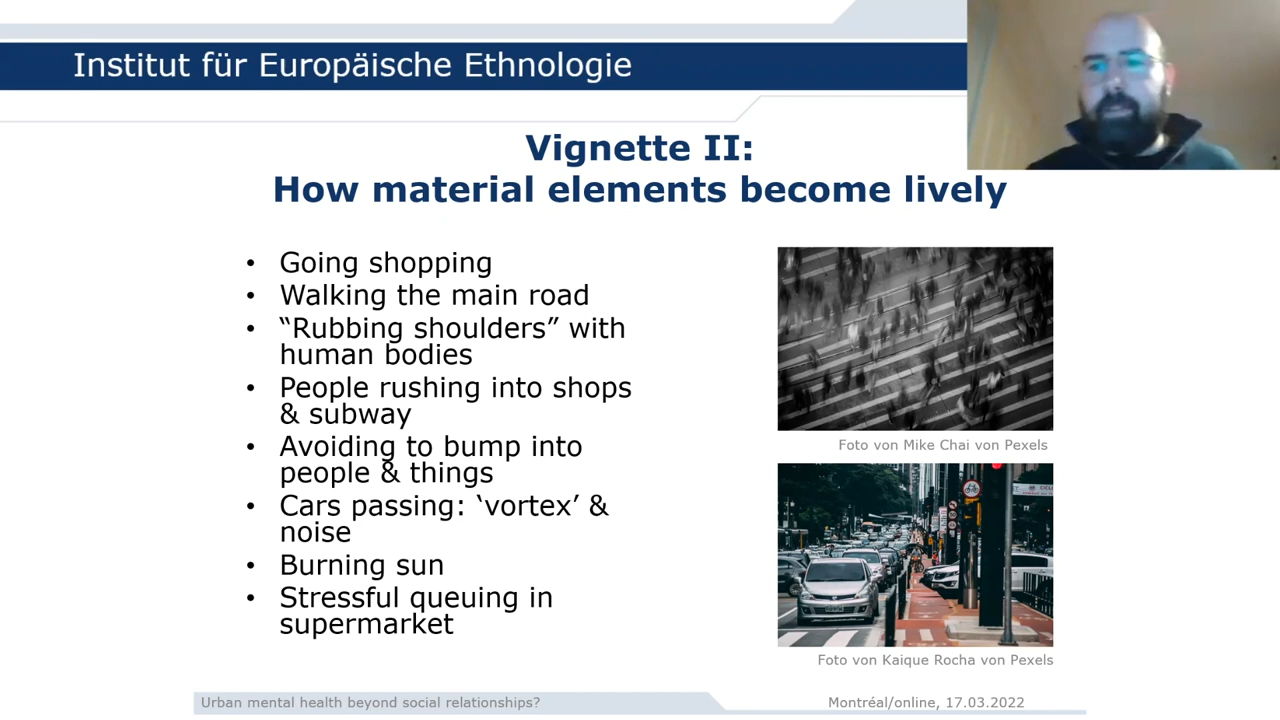 Institut für Europäische Ethnologie
Vignette II:
How material elements become lively
• Going shopping
• Walking the main road
• “Rubbing shoulders” with
human bodies
• People rushing into shops
& subway
• Avoiding to bump into
people & things
• Cars passing: ‘vortex’ &
noise
• Burning sun
• Stressful queuing in
supermarket
Foto von Mike Chai von Pexels
Foto von Kaique Rocha von Pexels
Urban mental health beyond social relationships?
Montréal/online, 17.03.2022